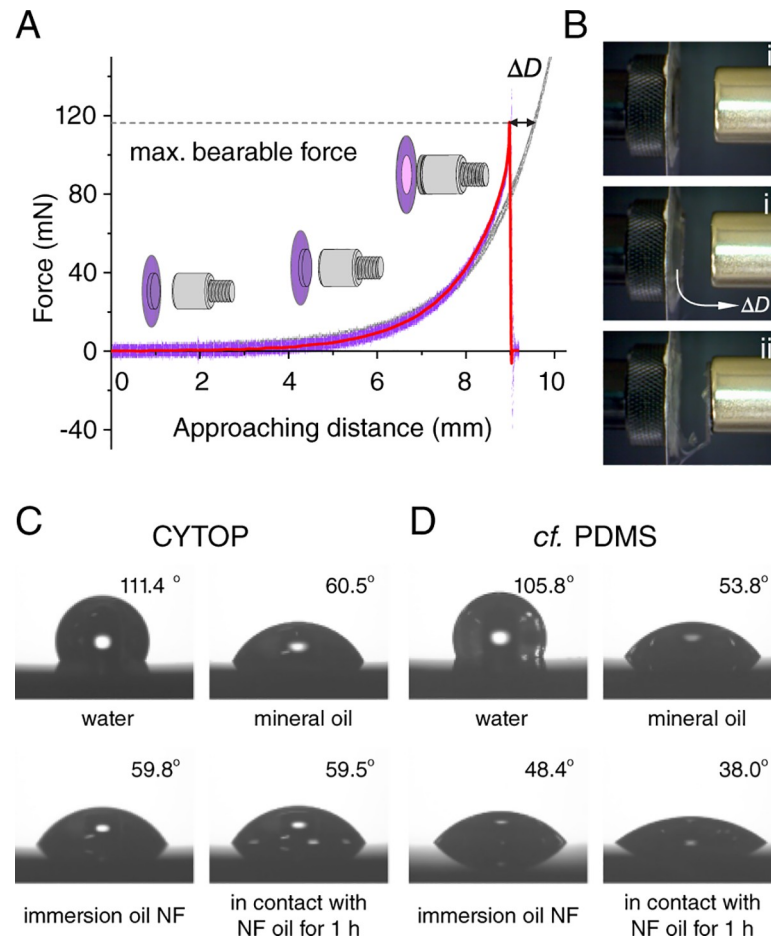 A
B
ΔD
120
max. bearable force
80
40
0
-40
Force (mN)
0 2 4 6 8 10
Approaching distance (mm)
i
i
ΔD
ii
C
CYTOP
D
cf. PDMS
111.4 °
60.5°
105.8°
53.8°
water
mineral oil
water
mineral oil
59.8°
59.5°
48.4°
38.0°
immersion oil NF
in contact with
NF oil for 1 h
immersion oil NF
in contact with
NF oil for 1 h